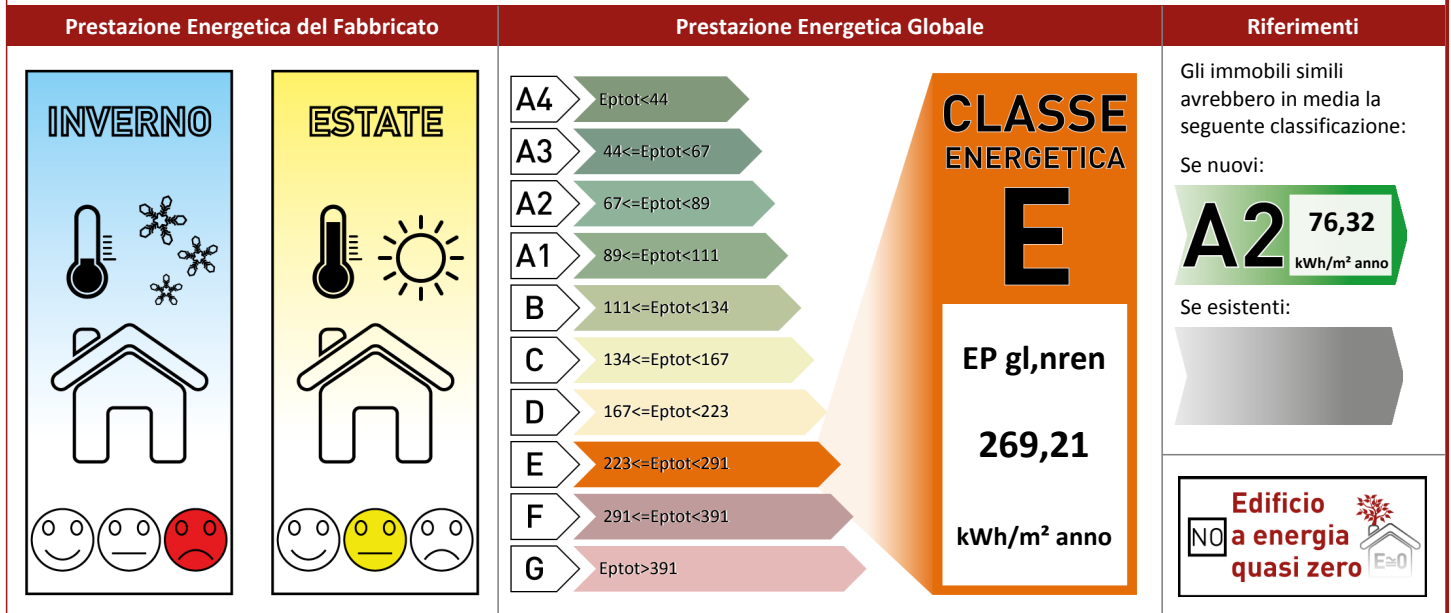 Prestazione Energetica del Fabbricato
Prestazione Energetica Globale
Riferimenti
INVERNO
ESTATE
A4 Eptot<44
A3 44<=Eptot<67
A2 67<=Eptot<89
A1 89<=Eptot<111
B 111<=Eptot<134
C 134<=Eptot<167
D 167<=Eptot<223
E 223<=Eptot<291
F 291<=Eptot<391
G Eptot>391
CLASSE
ENERGETICA
E
EP gl,nren
269,21
kWh/m² anno
Gli immobili simili
avrebbero in media la
seguente classificazione:
Se nuovi:
A2
76,32
kWh/m² anno
Se esistenti:
Edificio
NO a energia
quasi zero
E≅0